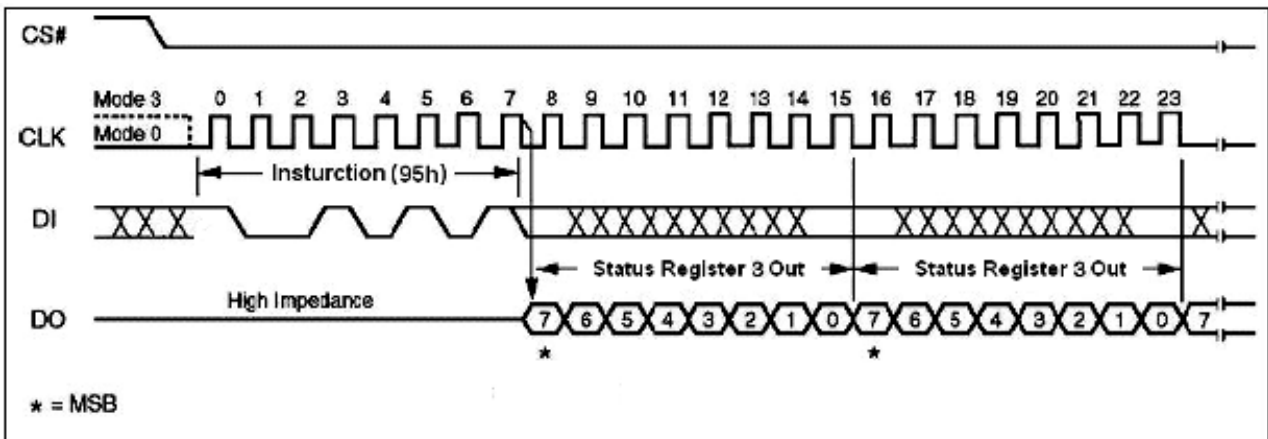 CS#
Mode 3 0 1 2 3 4 5 6 7 8 9 10 11 12 13 14 15 16 17 18 19 20 21 22 23
CLK Mode 0
Insturction (95h)
DI
Status Register 3 Out Status Register 3 Out
High Impedance
DO 7 6 5 4 3 2 1 0 7 6 5 4 3 2 1 0 7
* *
* = MSB